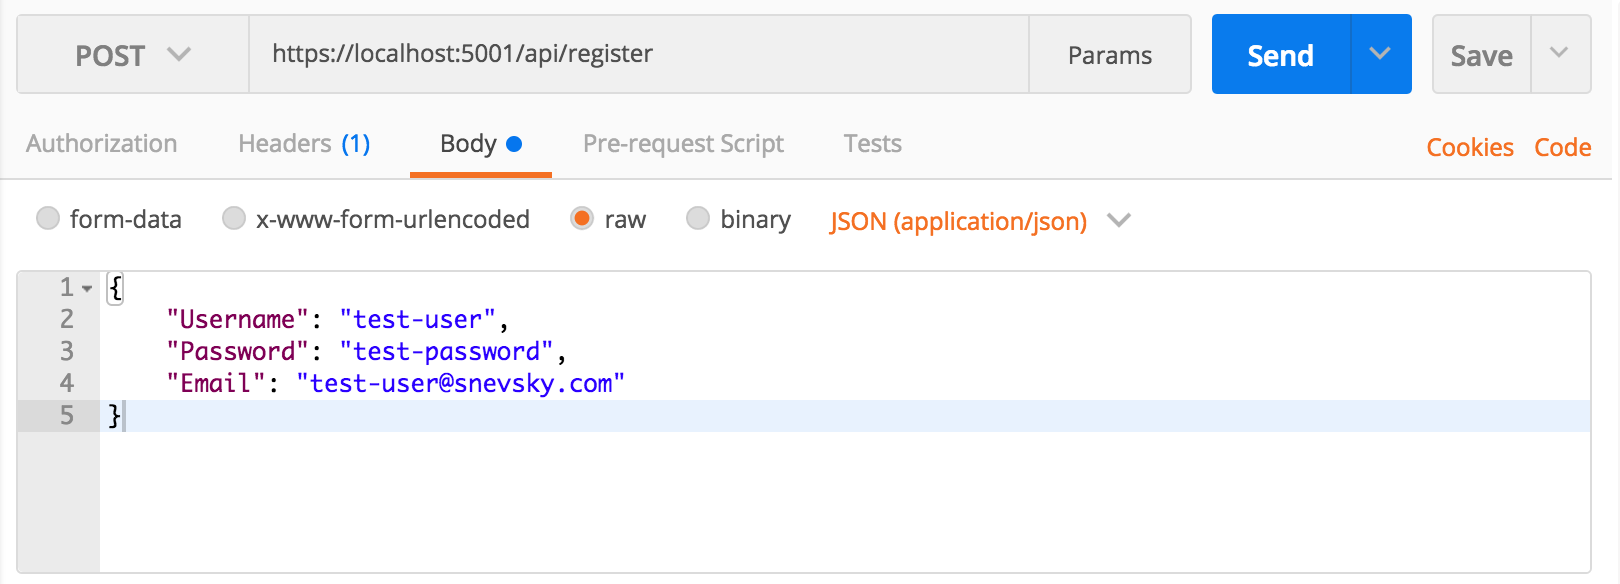 POST https://localhost:5001/api/register Params Send Save
Authorization Headers (1) Body Pre-request Script Tests Cookies Code
form-data x-www-form-urlencoded raw binary JSON (application/json)
1 {
2 "Username": "test-user",
3 "Password": "test-password",
4 "Email": "test-user@snevsky.com"
5 }